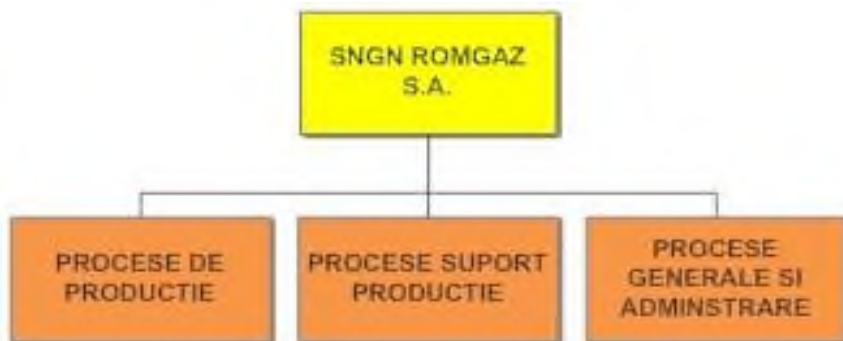 SNGN ROMGAZ
S.A.
PROCESE DE
PRODUCTIE
PROCESE SUPORT
PRODUCTIE
PROCESE
GENERALE SI
ADMINSTRARE